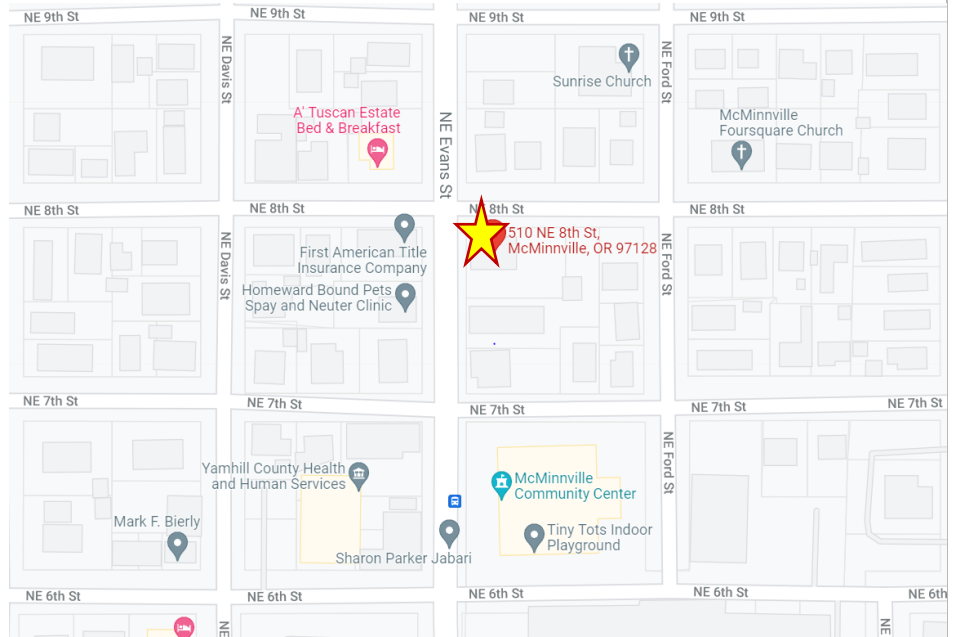 NE 9th St
NE 9th St
NE 9th St
NE 9th St
NE Davis St
NE Ford St
Sunrise Church
A' Tuscan Estate
Bed & Breakfast
NE Evans St
McMinnville
Foursquare Church
NE 8th St
NE 8th St
NE 8th St
NE 8th St
510 NE 8th St,
McMinnville, OR 97128
NE Davis St
NE Ford St
First American Title
Insurance Company
Homeward Bound Pets
Spay and Neuter Clinic
NE 7th St
NE 7th St
NE 7th St
NE 7th St
NE 7th St
NE Ford St
Yamhill County Health
and Human Services
McMinnville
Community Center
Mark F. Bierly
Tiny Tots Indoor
Playground
Sharon Parker Jabari
NE 6th St
NE 6th St
NE 6th St
NE 6th St
NE 6th
NE
NE